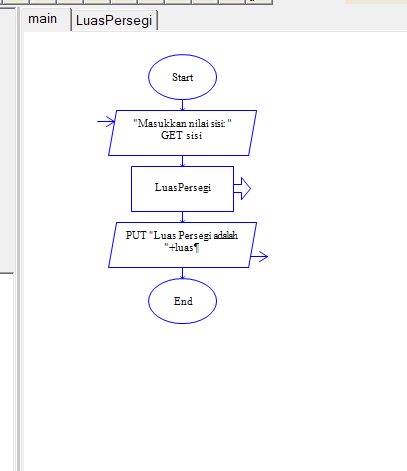 main LuasPersegi
Start
"Masukkan nilai sisi: "
GET sisi
LuasPersegi
PUT "Luas Persegi adalah
"+luas¶
End